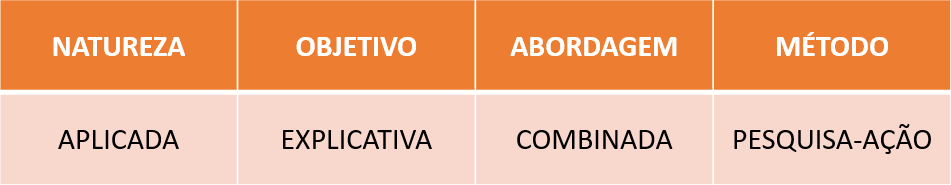 NATUREZA OBJETIVO ABORDAGEM MÉTODO
APLICADA EXPLICATIVA COMBINADA PESQUISA-AÇÃO